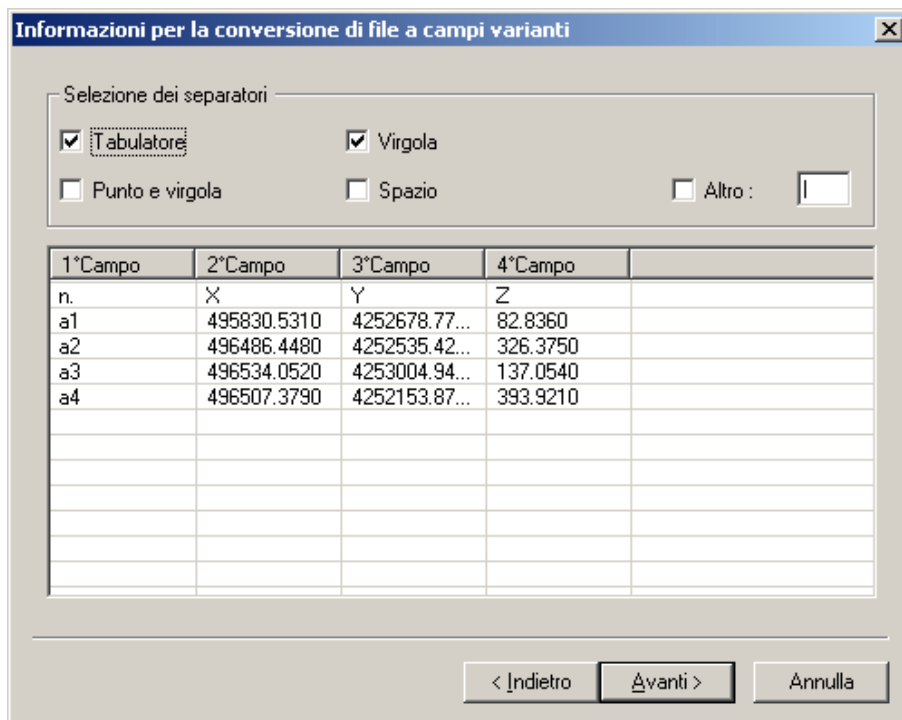 Informazioni per la conversione di file a campi varianti
Selezione dei separatori
Tabulatore Virgola
Punto e virgola Spazio Altro : |
1°Campo 2°Campo 3°Campo 4°Campo
n. X Y Z
a1 495830.5310 4252678.77... 82.8360
a2 496486.4480 4252535.42... 326.3750
a3 496534.0520 4253004.94... 137.0540
a4 496507.3790 4252153.87... 393.9210
< Indietro Avanti > Annulla